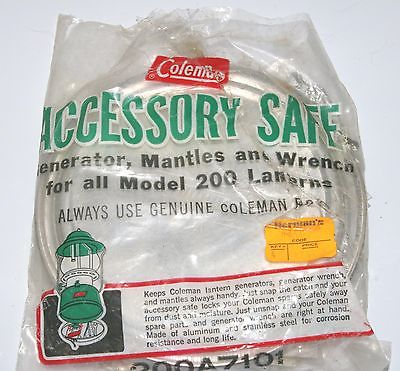 Coleman
ACCESSORY SAFE
Generator, Mantles and Wrench
for all Model 200 Lanterns
ALWAYS USE GENUINE COLEMAN
Herman's
CODE
PRICE
Keeps Coleman lantern generators, generator wrench,
and mantles always handy. Just snap the catch and your
accessory safe locks your Coleman spares safely away
from dust and moisture. Just unsnap and your Coleman
spare parts and generator wrench are right at hand.
Made of aluminum and stainless steel for corrosion
resistance and long life.
200A7101